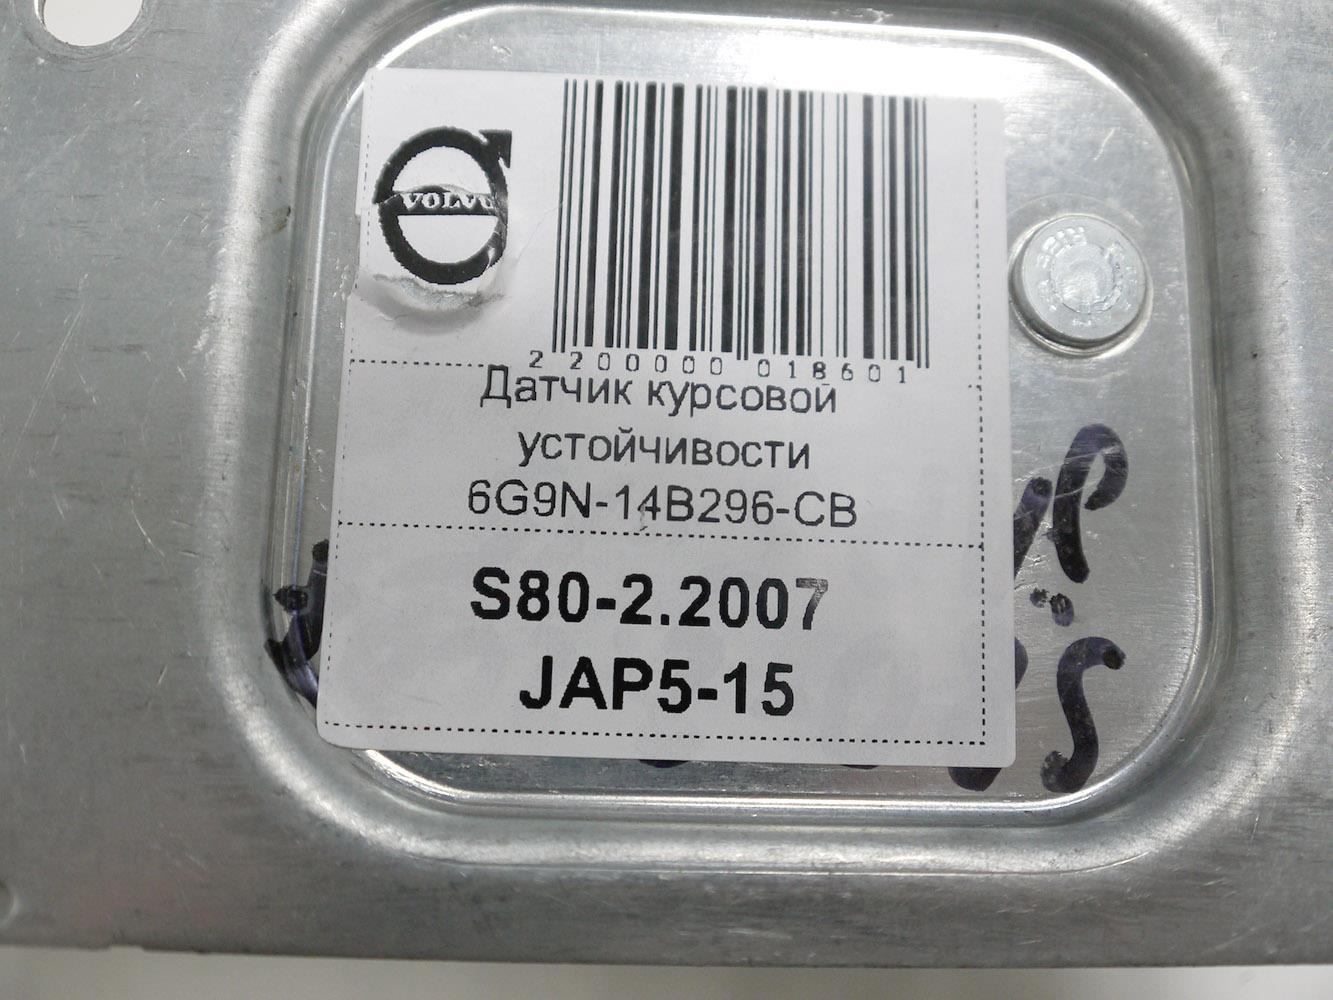 VOLVO
2 200000 018601
Датчик курсовой
устойчивости
6G9N-14B296-CB
S80-2.2007
JAP5-15